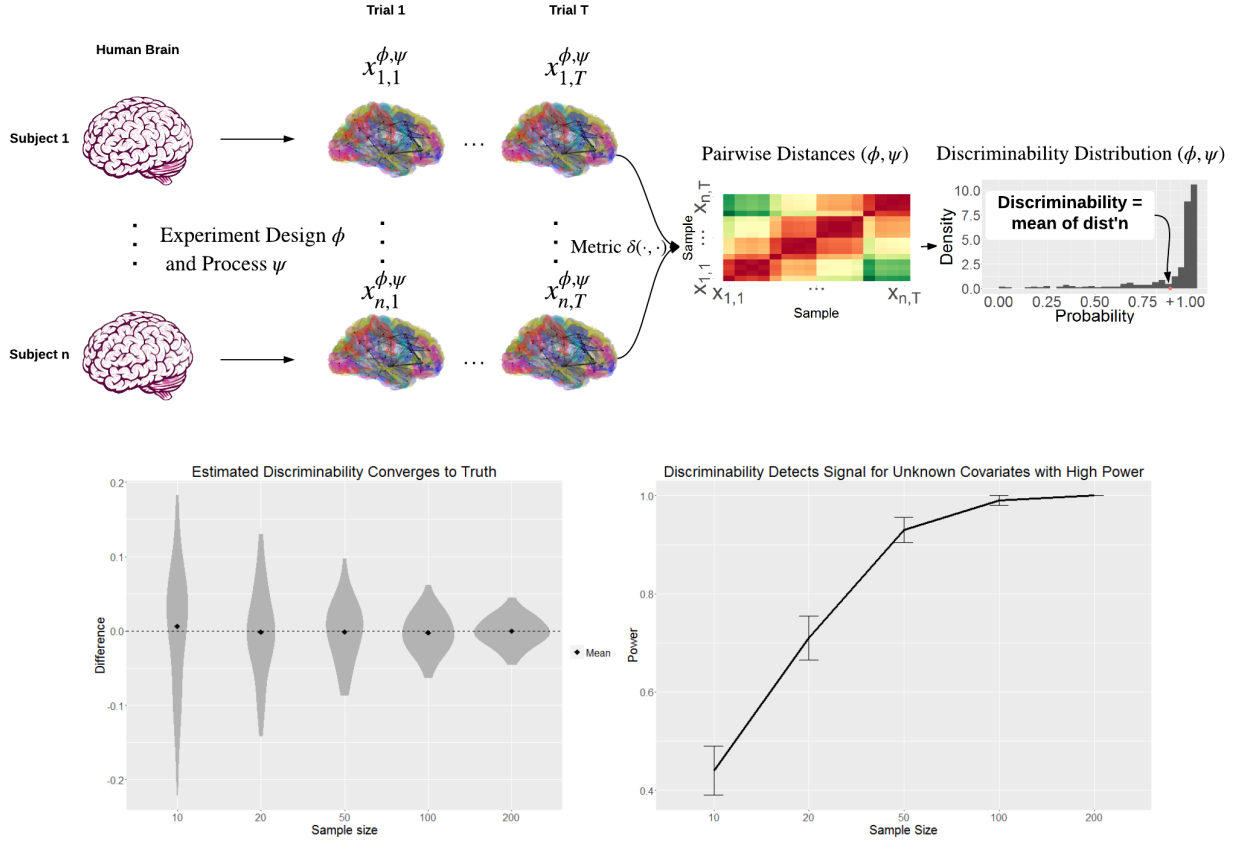 Trial 1
Trial T
Human Brain
x_{1,1}^{ϕ,ψ}
x_{1,T}^{ϕ,ψ}
Subject 1
...
...
Experiment Design ϕ
and Process ψ
Metric δ(·, ·)
x_{n,1}^{ϕ,ψ}
x_{n,T}^{ϕ,ψ}
Subject n
...
Pairwise Distances (ϕ, ψ)
X_{n,T}
...
X_{1,1}
Sample
X_{1,1}
...
X_{n,T}
Sample
Discriminability Distribution (ϕ, ψ)
Discriminability =
mean of dist'n
Density
10.0
7.5
5.0
2.5
0.0
0.00 0.25 0.50 0.75 + 1.00
Probability
Estimated Discriminability Converges to Truth
Difference
0.2
0.1
0.0
-0.1
-0.2
10 20 50 100 200
Sample size
Mean
Discriminability Detects Signal for Unknown Covariates with High Power
Power
1.0
0.8
0.6
0.4
10 20 50 100 200
Sample Size